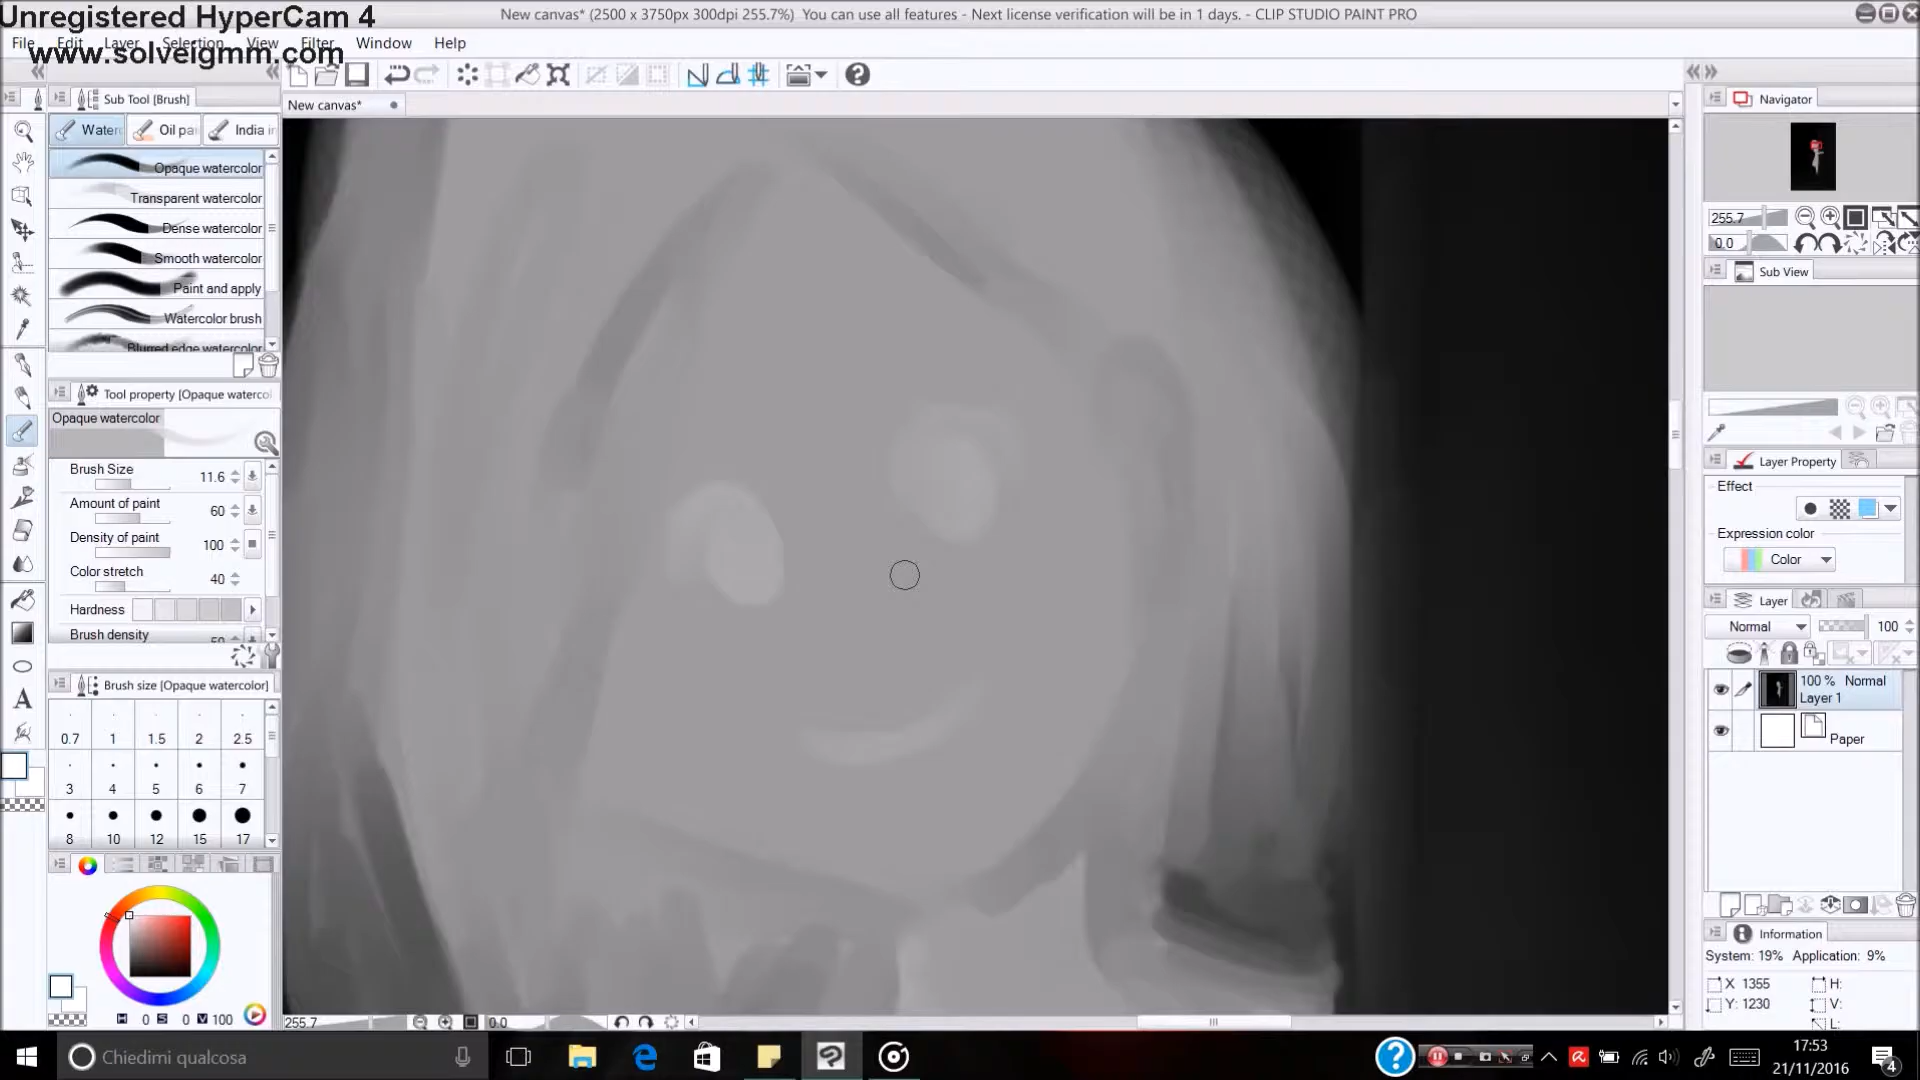 Unregistered HyperCam 4
www.solveigmm.com
New canvas* (2500 x 3750px 300dpi 255.7%)  You can use all features - Next license verification will be in 1 days. - CLIP STUDIO PAINT PRO
File Edit Layer Selection View Filter Window Help
Sub Tool [Brush]
New canvas*
Navigator
Water
Oil pai
India in
Opaque watercolor
Transparent watercolor
Dense watercolor
Smooth watercolor
Paint and apply
Watercolor brush
Blurred edge watercolor
255.7
0.0
Sub View
Tool property [Opaque watercol
Opaque watercolor
Brush Size 11.6
Amount of paint 60
Density of paint 100
Color stretch 40
Hardness
Brush density 50
Layer Property
Effect
Expression color
Color
Layer
Normal 100
100 % Normal
Layer 1
Paper
Brush size [Opaque watercolor]
0.7 1 1.5 2 2.5
3 4 5 6 7
8 10 12 15 17
H 0 S 0 V 100
Information
System: 19% Application: 9%
X 1355 H:
Y: 1230 V:
L:
255.7 0.0
Chiedimi qualcosa
17:53
21/11/2016
4